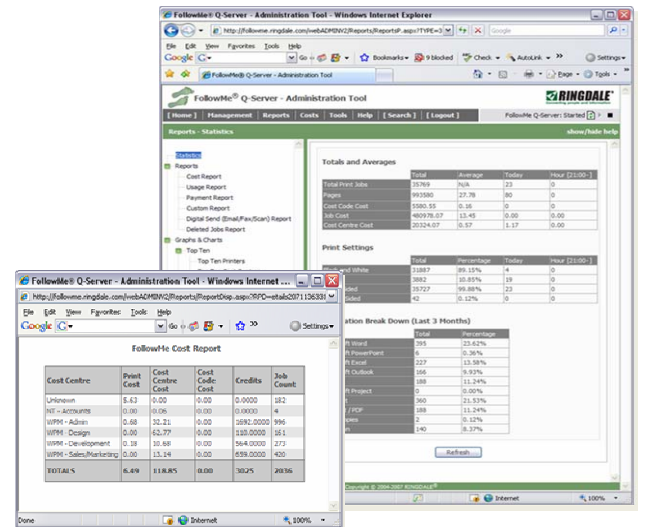 FollowMe® Q-Server - Administration Tool - Windows Internet Explorer
http://followme.ringdale.com/webADMINV2/Reports/ReportsP.aspx?TYPE=3
Google
File Edit View Favorites Tools Help
Google G Go Bookmarks 9 blocked Check AutoLink Settings
FollowMe® Q-Server - Administration Tool
Page Tools
FollowMe® Q-Server - Administration Tool
RINGDALE
[ Home ] Management Reports Costs Tools Help [ Search ] [ Logout ] FollowMe Q-Server: Started
Reports - Statistics show/hide help
Statistics
Reports
Cost Report
Usage Report
Payment Report
Custom Report
Digital Send (Email/Fax/Scan) Report
Deleted Jobs Report
Graphs & Charts
Top Ten
Top Ten Printers
Totals and Averages
Total Average Today Hour [21:00-]
Total Print Jobs 35769 N/A 23 0
Pages 993580 27.78 80 0
Cost Code Cost 5580.55 0.16 0 0
Job Cost 480978.07 13.45 0.00 0.00
Cost Centre Cost 20324.07 0.57 1.17 0.00
Print Settings
Total Percentage Today Hour [21:00-]
and White 31887 89.15% 4 0
3882 10.85% 19 0
35727 99.88% 23 0
Sided 42 0.12% 0 0
ation Break Down (Last 3 Months)
Total Percentage
ft Word 395 23.62%
ft PowerPoint 6 0.36%
ft Excel 227 13.58%
ft Outlook 166 9.93%
188 11.24%
ft Project 0 0.00%
360 21.53%
/ PDF 188 11.24%
2 0.12%
140 8.37%
Refresh
Copyright © 2004-2007 RINGDALE®
Internet 100%
FollowMe® Q-Server - Administration Tool - Windows Internet ...
http://followme.ringdale.com/webADMINV2/Reports/ReportDisp.aspx?RPD=etails2071136331
File Edit View Favorites Tools Help
Google G Go Settings
FollowMe Cost Report
Cost Centre Print Cost Cost Centre Cost Cost Code Cost Credits Job Count
Unknown 5.63 0.00 0.00 0.0000 182
NT - Accounts 0.00 0.06 0.00 0.0000 4
WPM - Admin 0.68 32.21 0.00 1692.0000 996
WPM - Design 0.00 62.77 0.00 110.0000 161
WPM - Development 0.18 10.68 0.00 564.0000 273
WPM - Sales/Marketing 0.00 13.14 0.00 659.0000 420
TOTALS 6.49 118.85 0.00 3025 2036
Done Internet 100%